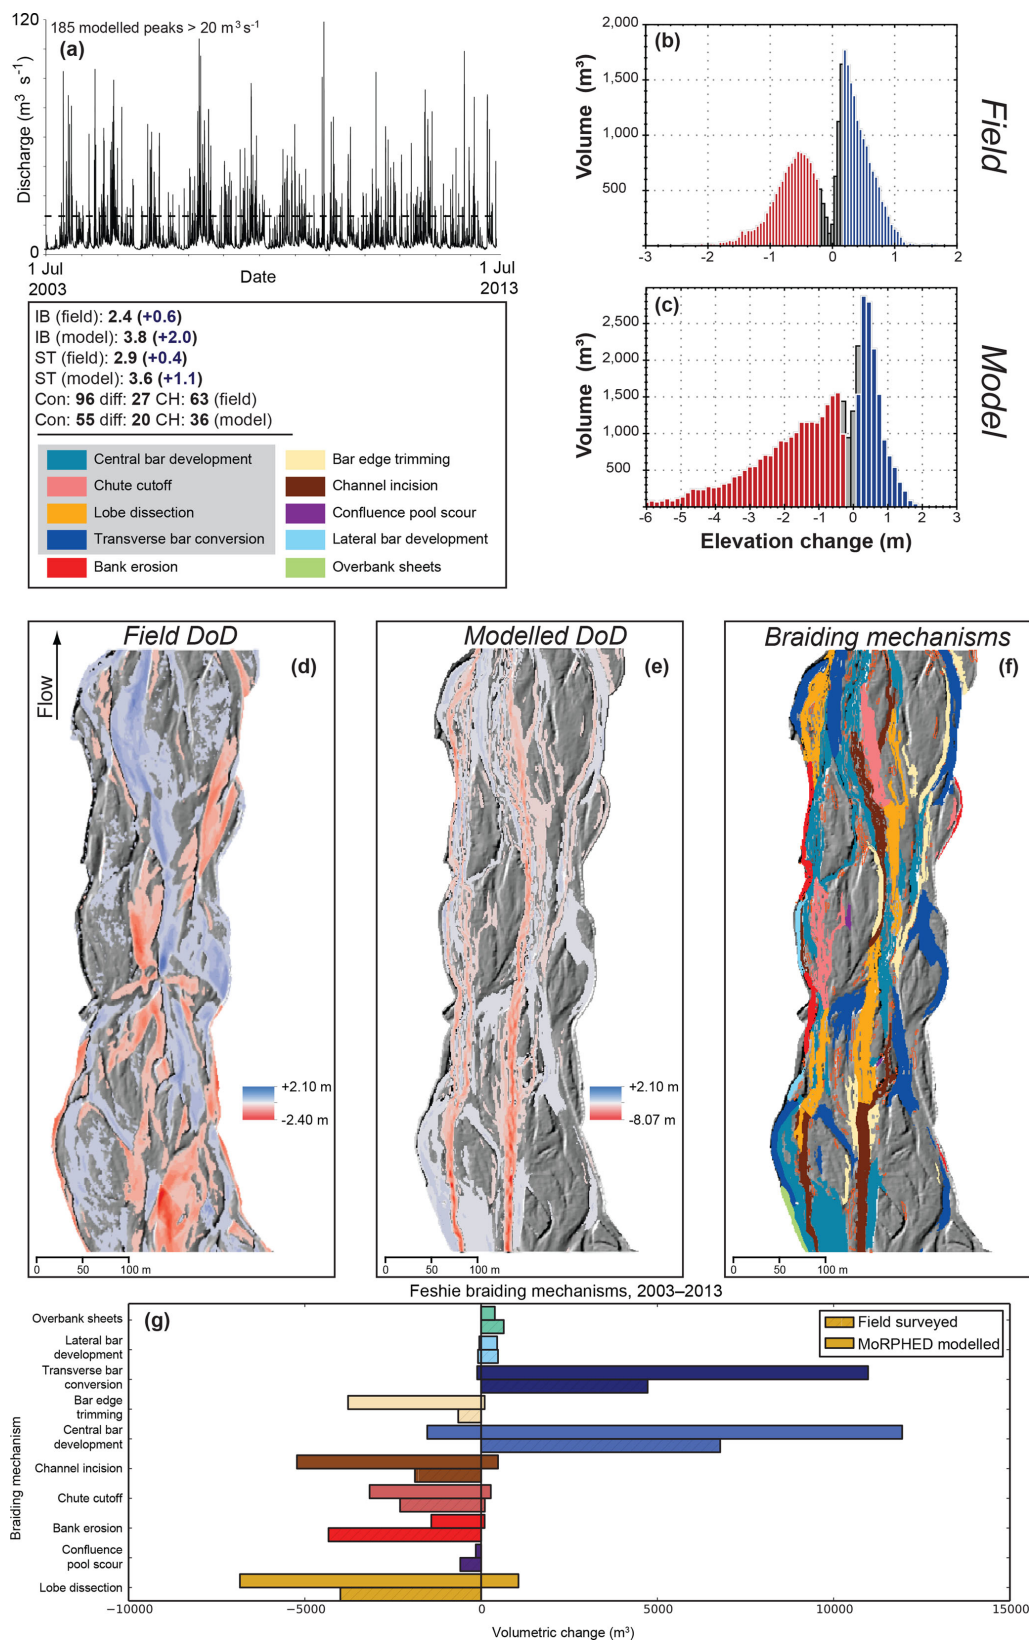 185 modelled peaks > 20 m³ s⁻¹
(a)
120
Discharge (m³ s⁻¹)
0
1 Jul 2003
Date
1 Jul 2013
(b)
Volume (m³)
2,000
1,500
1,000
500
-3 -2 -1 0 1 2
Field
(c)
Volume (m³)
2,500
2,000
1,500
1,000
500
-6 -5 -4 -3 -2 -1 0 1 2 3
Elevation change (m)
Model
IB (field): 2.4 (+0.6)
IB (model): 3.8 (+2.0)
ST (field): 2.9 (+0.4)
ST (model): 3.6 (+1.1)
Con: 96 diff: 27 CH: 63 (field)
Con: 55 diff: 20 CH: 36 (model)
Central bar development
Chute cutoff
Lobe dissection
Transverse bar conversion
Bank erosion
Bar edge trimming
Channel incision
Confluence pool scour
Lateral bar development
Overbank sheets
Field DoD
(d)
Flow
+2.10 m
-2.40 m
0 50 100 m
Modelled DoD
(e)
+2.10 m
-8.07 m
0 50 100 m
Braiding mechanisms
(f)
0 50 100 m
Feshie braiding mechanisms, 2003–2013
(g)
Field surveyed
MoRPHED modelled
Braiding mechanism
Overbank sheets
Lateral bar
development
Transverse bar
conversion
Bar edge
trimming
Central bar
development
Channel incision
Chute cutoff
Bank erosion
Confluence
pool scour
Lobe dissection
−10000 −5000 0 5000 10000 15000
Volumetric change (m³)